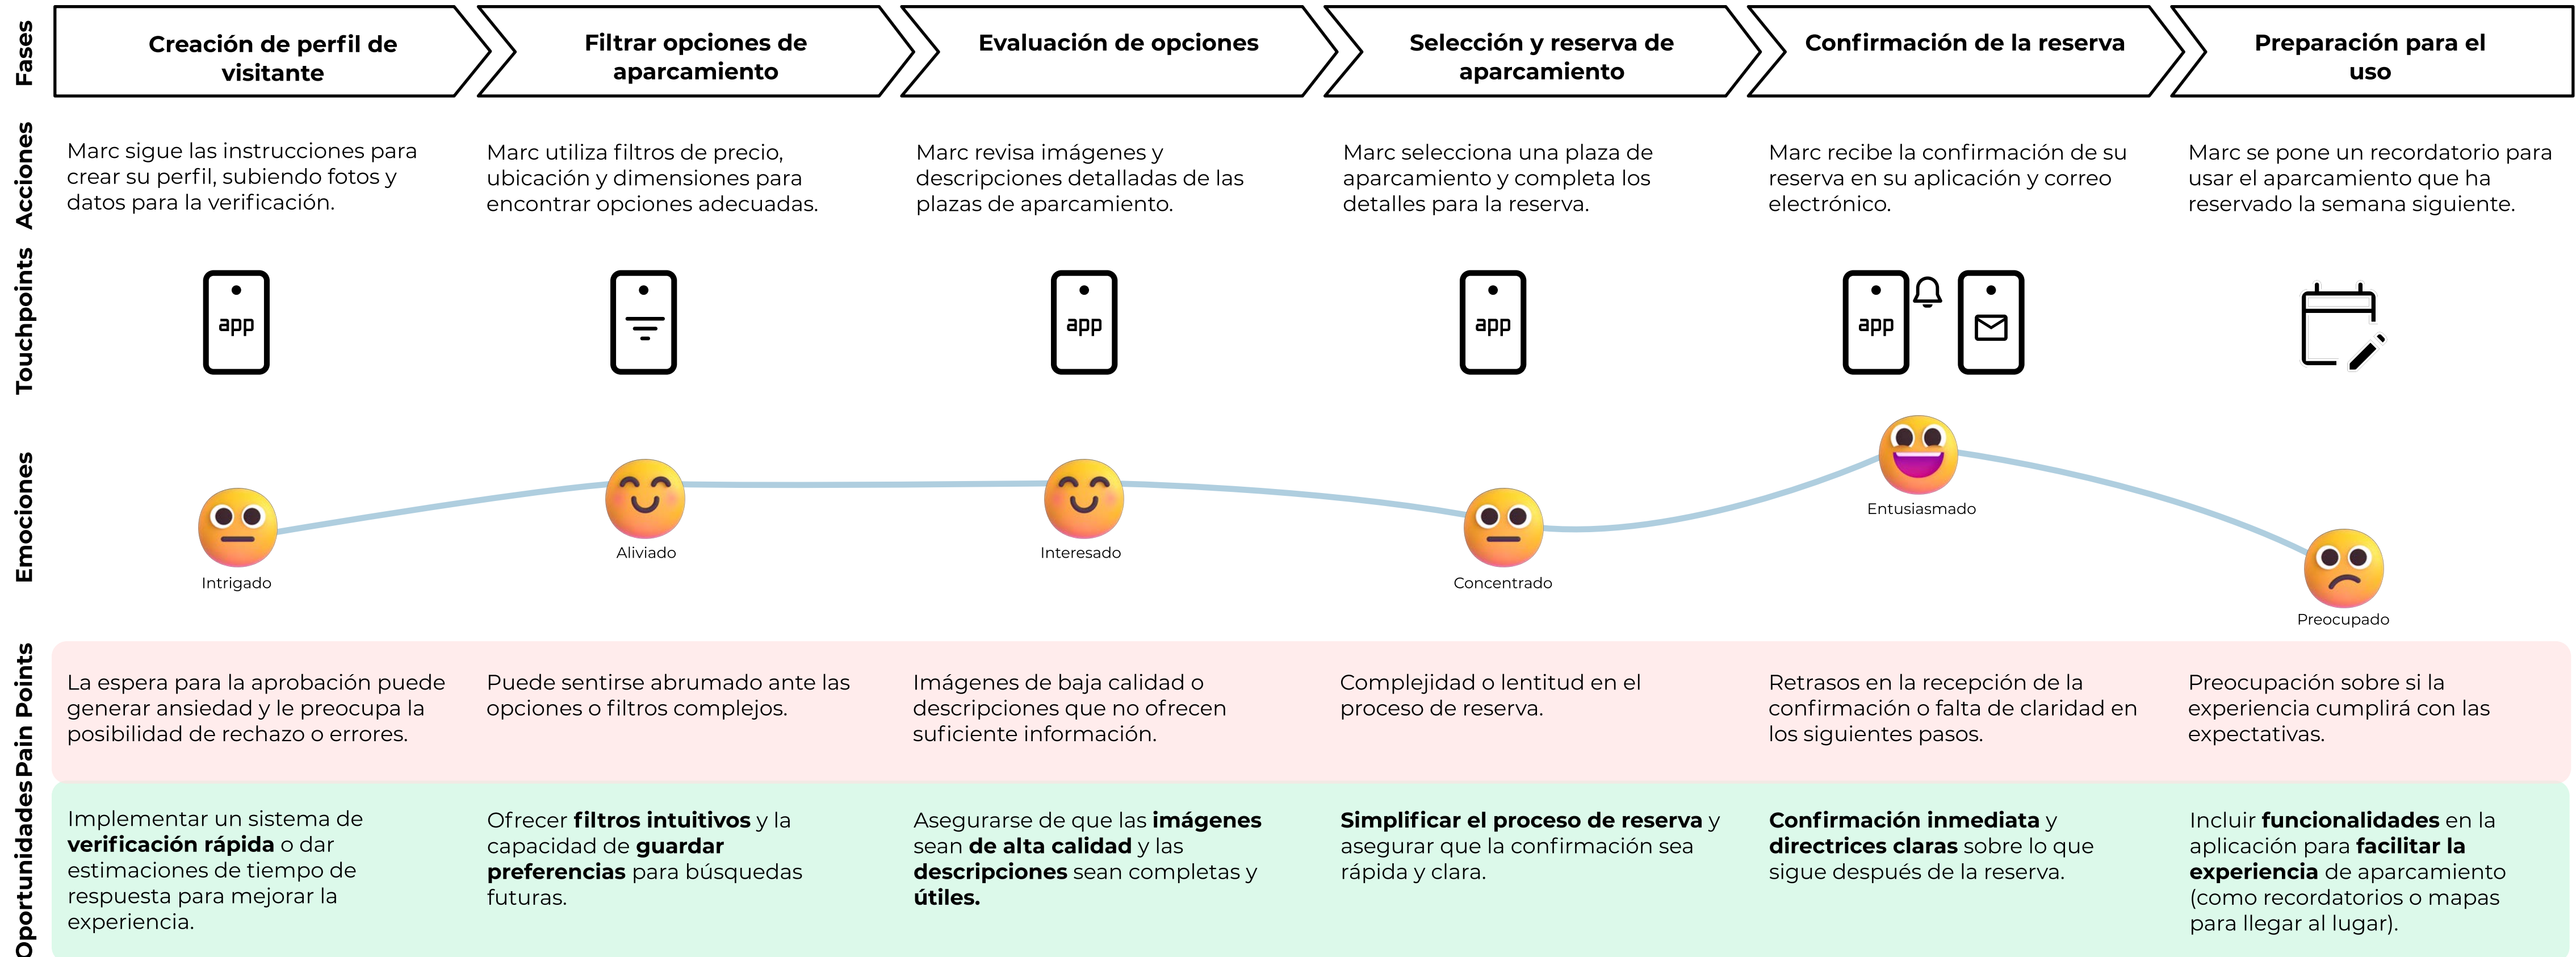 Fases
Creación de perfil de
visitante
Filtrar opciones de
aparcamiento
Evaluación de opciones
Selección y reserva de
aparcamiento
Confirmación de la reserva
Preparación para el
uso
Acciones
Marc sigue las instrucciones para
crear su perfil, subiendo fotos y
datos para la verificación.
Marc utiliza filtros de precio,
ubicación y dimensiones para
encontrar opciones adecuadas.
Marc revisa imágenes y
descripciones detalladas de las
plazas de aparcamiento.
Marc selecciona una plaza de
aparcamiento y completa los
detalles para la reserva.
Marc recibe la confirmación de su
reserva en su aplicación y correo
electrónico.
Marc se pone un recordatorio para
usar el aparcamiento que ha
reservado la semana siguiente.
Touchpoints
app
app
app
app
Emociones
Intrigado
Aliviado
Interesado
Concentrado
Entusiasmado
Preocupado
Pain Points
La espera para la aprobación puede
generar ansiedad y le preocupa la
posibilidad de rechazo o errores.
Puede sentirse abrumado ante las
opciones o filtros complejos.
Imágenes de baja calidad o
descripciones que no ofrecen
suficiente información.
Complejidad o lentitud en el
proceso de reserva.
Retrasos en la recepción de la
confirmación o falta de claridad en
los siguientes pasos.
Preocupación sobre si la
experiencia cumplirá con las
expectativas.
Oportunidades
Implementar un sistema de
verificación rápida o dar
estimaciones de tiempo de
respuesta para mejorar la
experiencia.
Ofrecer filtros intuitivos y la
capacidad de guardar
preferencias para búsquedas
futuras.
Asegurarse de que las imágenes
sean de alta calidad y las
descripciones sean completas y
útiles.
Simplificar el proceso de reserva y
asegurar que la confirmación sea
rápida y clara.
Confirmación inmediata y
directrices claras sobre lo que
sigue después de la reserva.
Incluir funcionalidades en la
aplicación para facilitar la
experiencia de aparcamiento
(como recordatorios o mapas
para llegar al lugar).